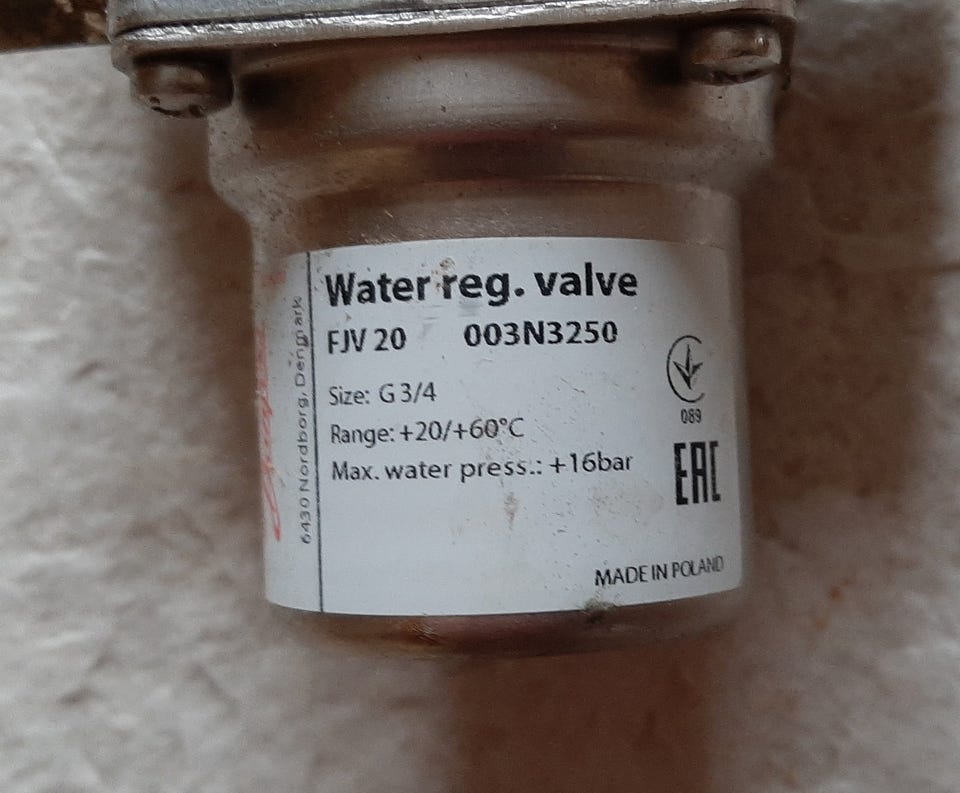 Water reg. valve
FJV 20 003N3250
Size: G 3/4
Range: +20/+60°C
Max. water press.: +16bar
089
EAC
MADE IN POLAND
6430 Nordborg, Denmark